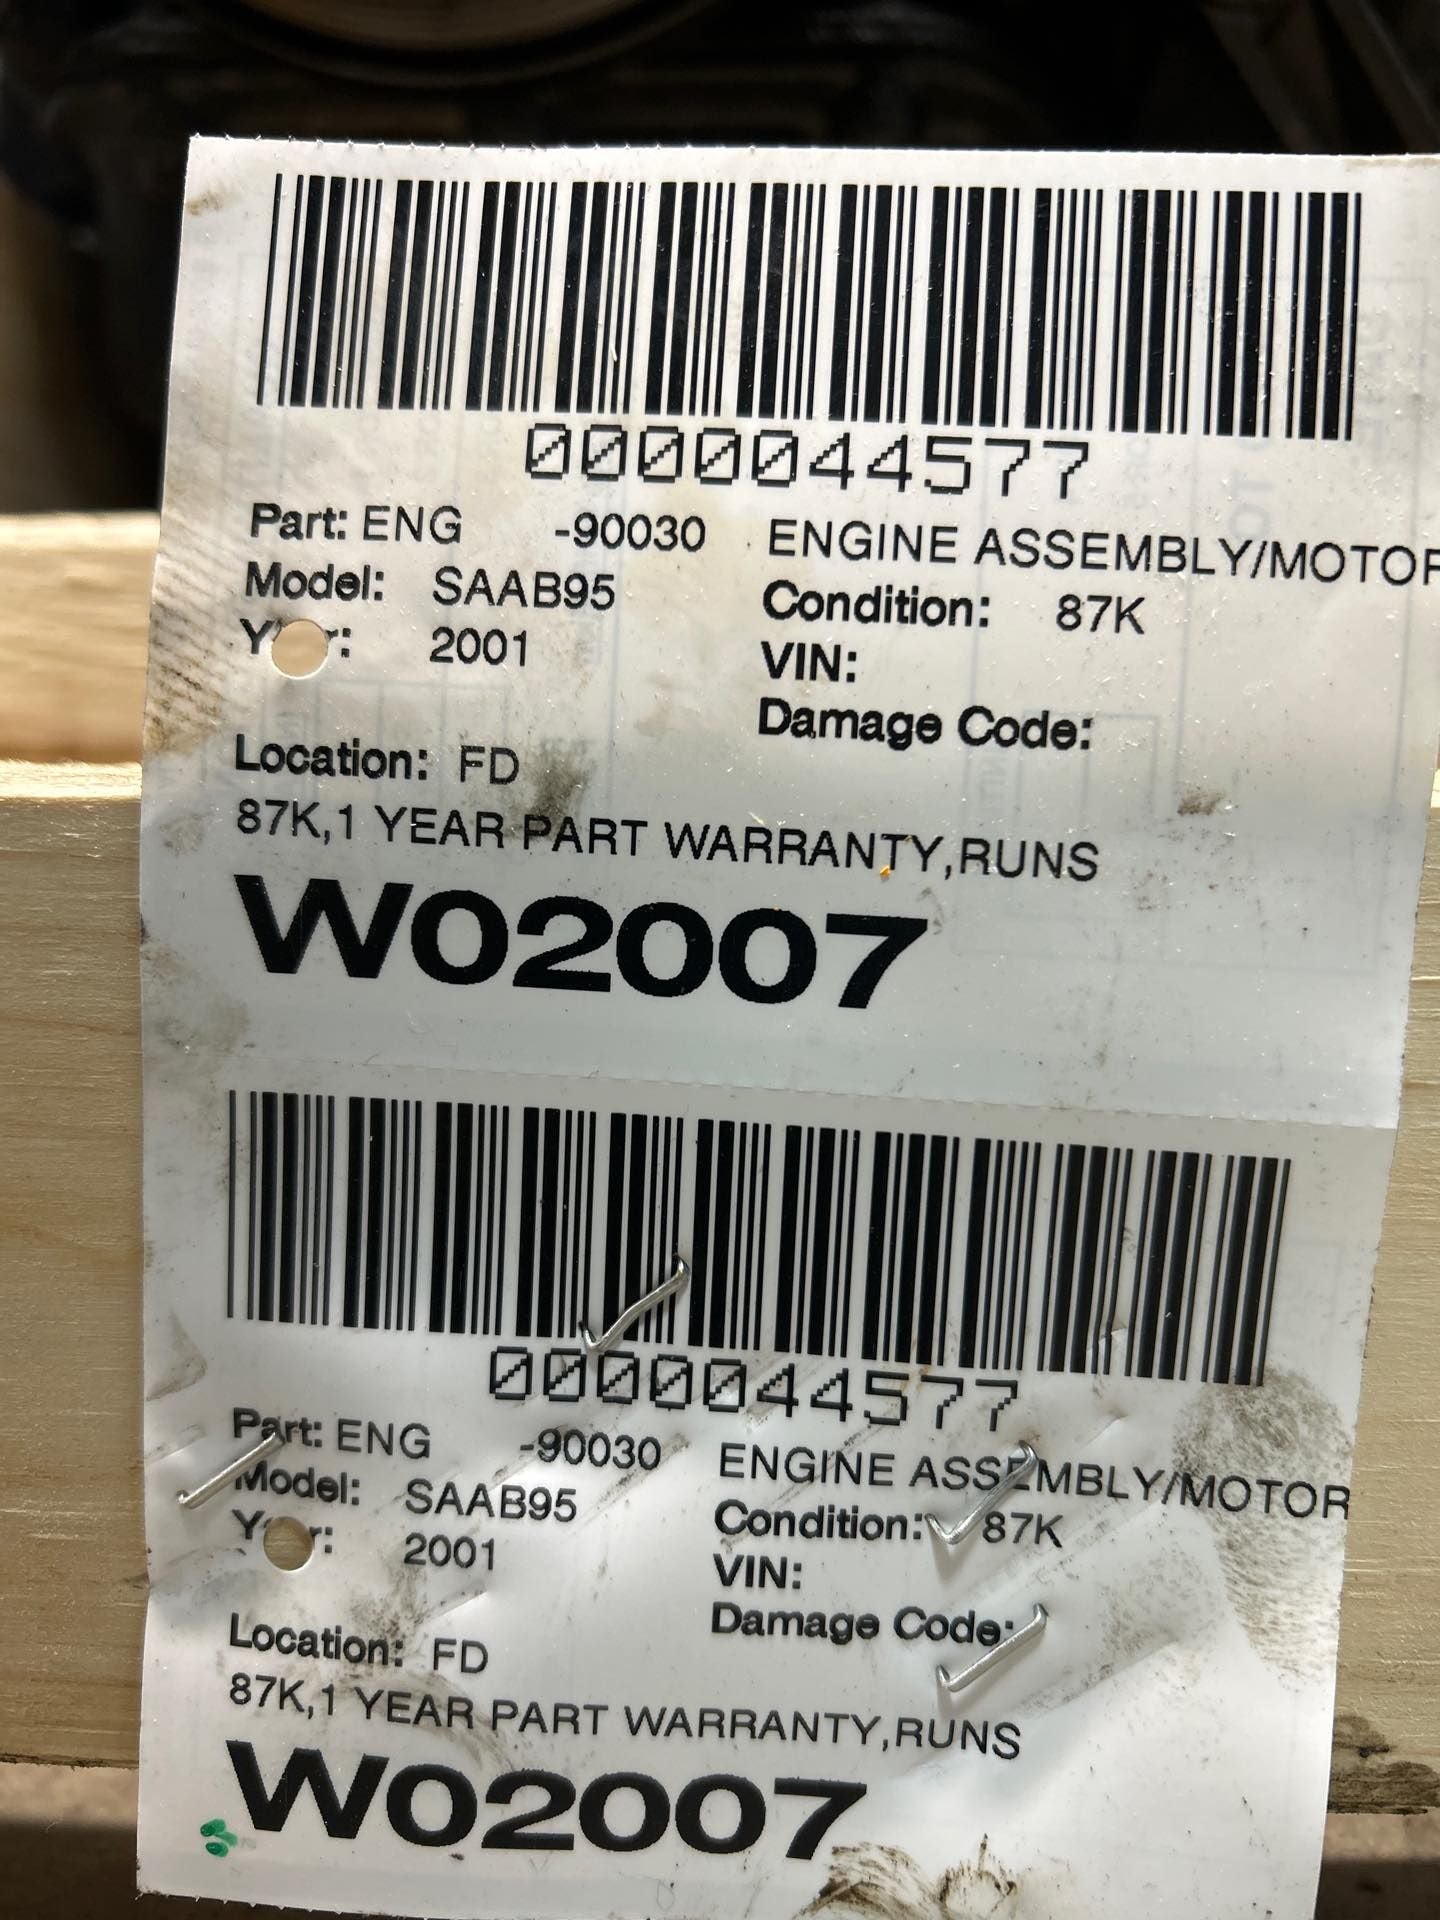 0000044577
Part: ENG -90030 ENGINE ASSEMBLY/MOTOR
Model: SAAB95 Condition: 87K
Year: 2001 VIN:
Damage Code:
Location: FD
87K,1 YEAR PART WARRANTY,RUNS
W02007
0000044577
Part: ENG -90030 ENGINE ASSEMBLY/MOTOR
Model: SAAB95 Condition: 87K
Year: 2001 VIN:
Damage Code:
Location: FD
87K,1 YEAR PART WARRANTY,RUNS
W02007